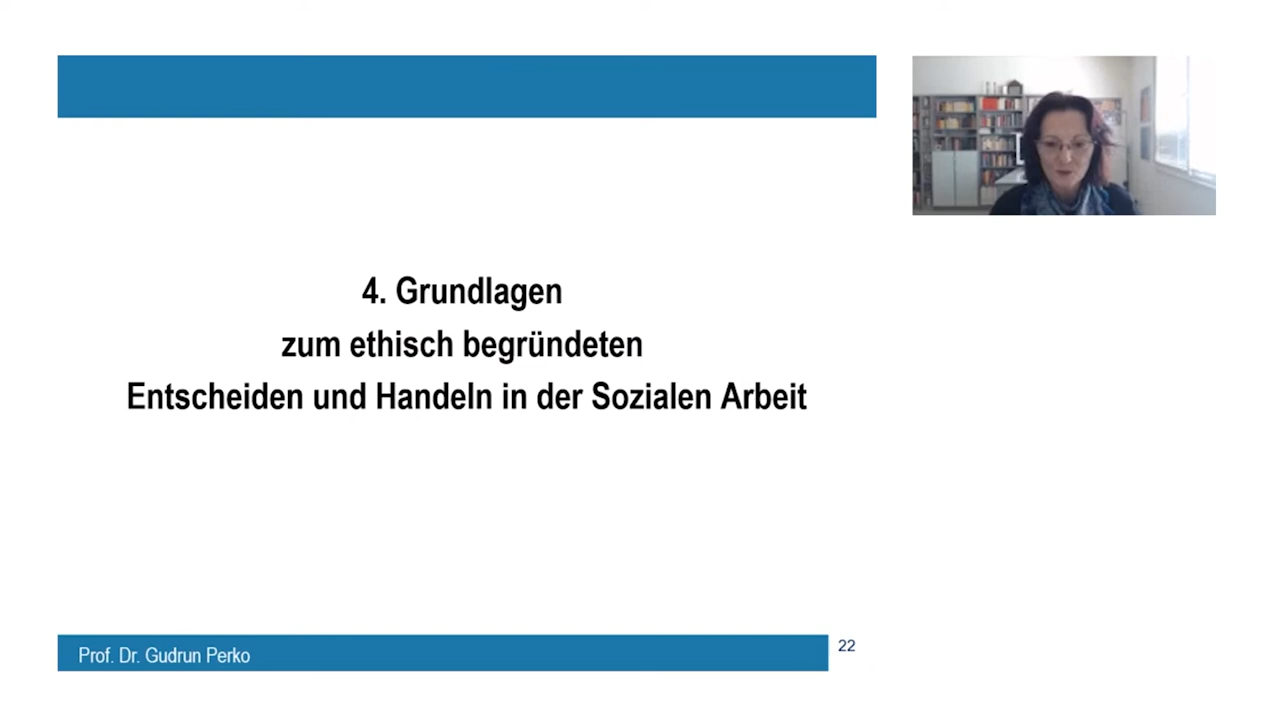 4. Grundlagen
zum ethisch begründeten
Entscheiden und Handeln in der Sozialen Arbeit
Prof. Dr. Gudrun Perko
22